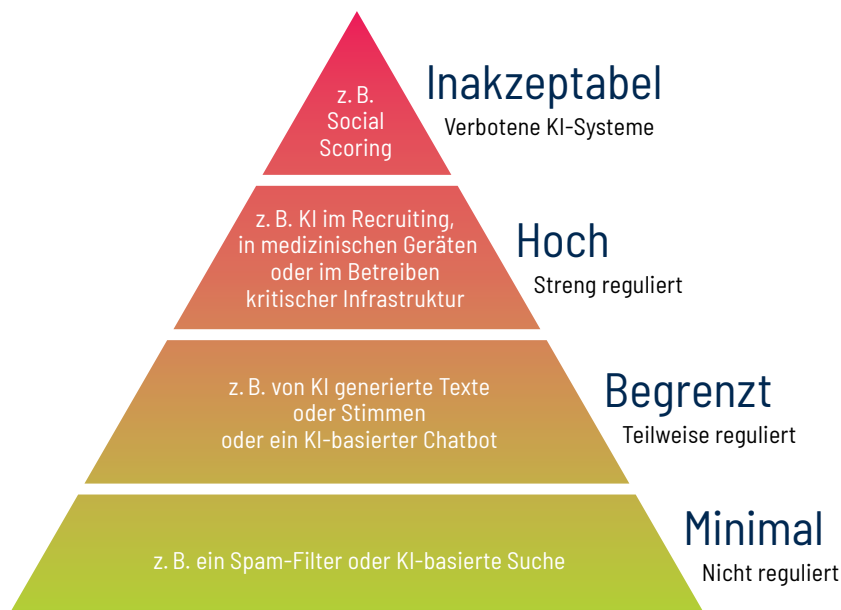 z. B.
Social
Scoring
Inakzeptabel
Verbotene KI-Systeme
z. B. KI im Recruiting,
in medizinischen Geräten
oder im Betreiben
kritischer Infrastruktur
Hoch
Streng reguliert
z. B. von KI generierte Texte
oder Stimmen
oder ein KI-basierter Chatbot
Begrenzt
Teilweise reguliert
z. B. ein Spam-Filter oder KI-basierte Suche
Minimal
Nicht reguliert